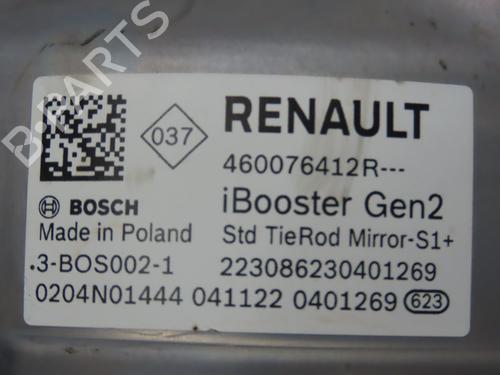 B-PARTS
037
RENAULT
460076412R---
BOSCH
iBooster Gen2
Made in Poland
Std TieRod Mirror-S1+
.3-BOS002-1
223086230401269
0204N01444 041122 0401269 623